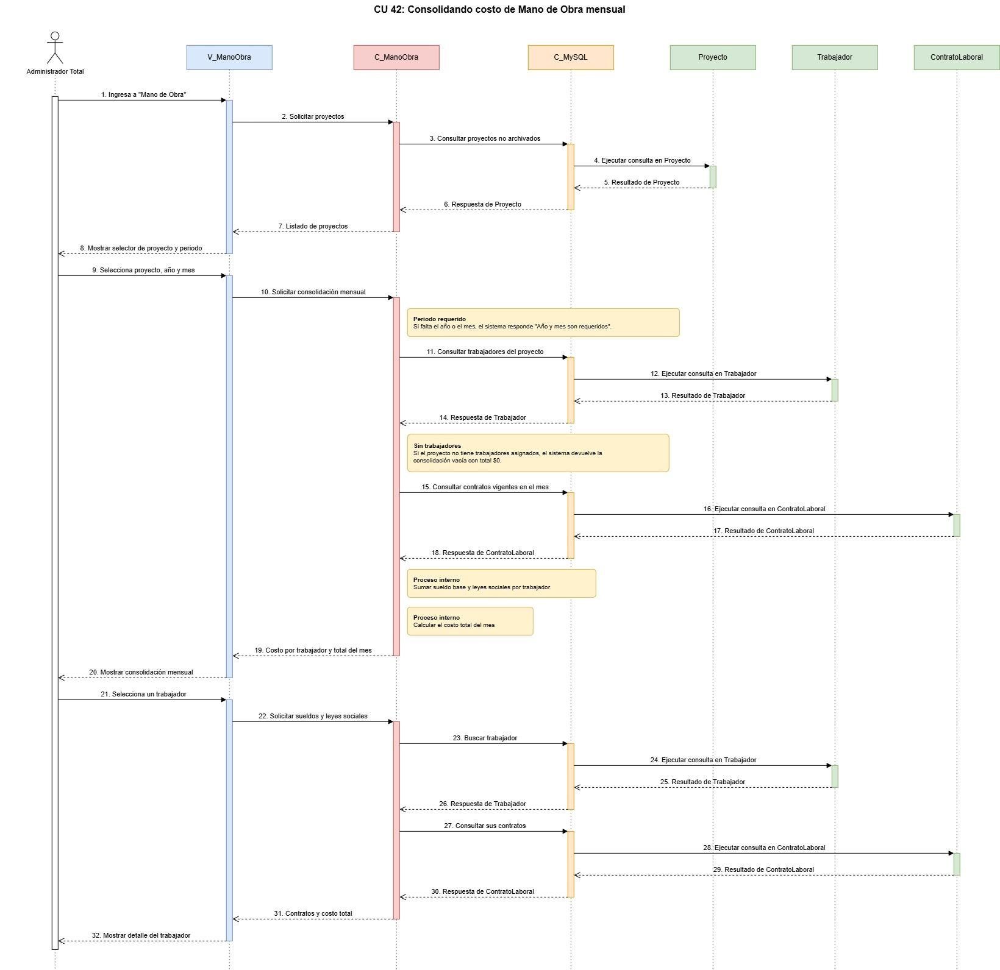 CU 42: Consolidando costo de Mano de Obra mensual
Administrador Total
V_ManoObra
C_ManoObra
C_MySQL
Proyecto
Trabajador
ContratoLaboral
1. Ingresa a "Mano de Obra"
2. Solicitar proyectos
3. Consultar proyectos no archivados
4. Ejecutar consulta en Proyecto
5. Resultado de Proyecto
6. Respuesta de Proyecto
7. Listado de proyectos
8. Mostrar selector de proyecto y periodo
9. Selecciona proyecto, año y mes
10. Solicitar consolidación mensual
Periodo requerido
Si falta el año o el mes, el sistema responde "Año y mes son requeridos".
11. Consultar trabajadores del proyecto
12. Ejecutar consulta en Trabajador
13. Resultado de Trabajador
14. Respuesta de Trabajador
Sin trabajadores
Si el proyecto no tiene trabajadores asignados, el sistema devuelve la
consolidación vacía con total $0.
15. Consultar contratos vigentes en el mes
16. Ejecutar consulta en ContratoLaboral
17. Resultado de ContratoLaboral
18. Respuesta de ContratoLaboral
Proceso interno
Sumar sueldo base y leyes sociales por trabajador
Proceso interno
Calcular el costo total del mes
19. Costo por trabajador y total del mes
20. Mostrar consolidación mensual
21. Selecciona un trabajador
22. Solicitar sueldos y leyes sociales
23. Buscar trabajador
24. Ejecutar consulta en Trabajador
25. Resultado de Trabajador
26. Respuesta de Trabajador
27. Consultar sus contratos
28. Ejecutar consulta en ContratoLaboral
29. Resultado de ContratoLaboral
30. Respuesta de ContratoLaboral
31. Contratos y costo total
32. Mostrar detalle del trabajador